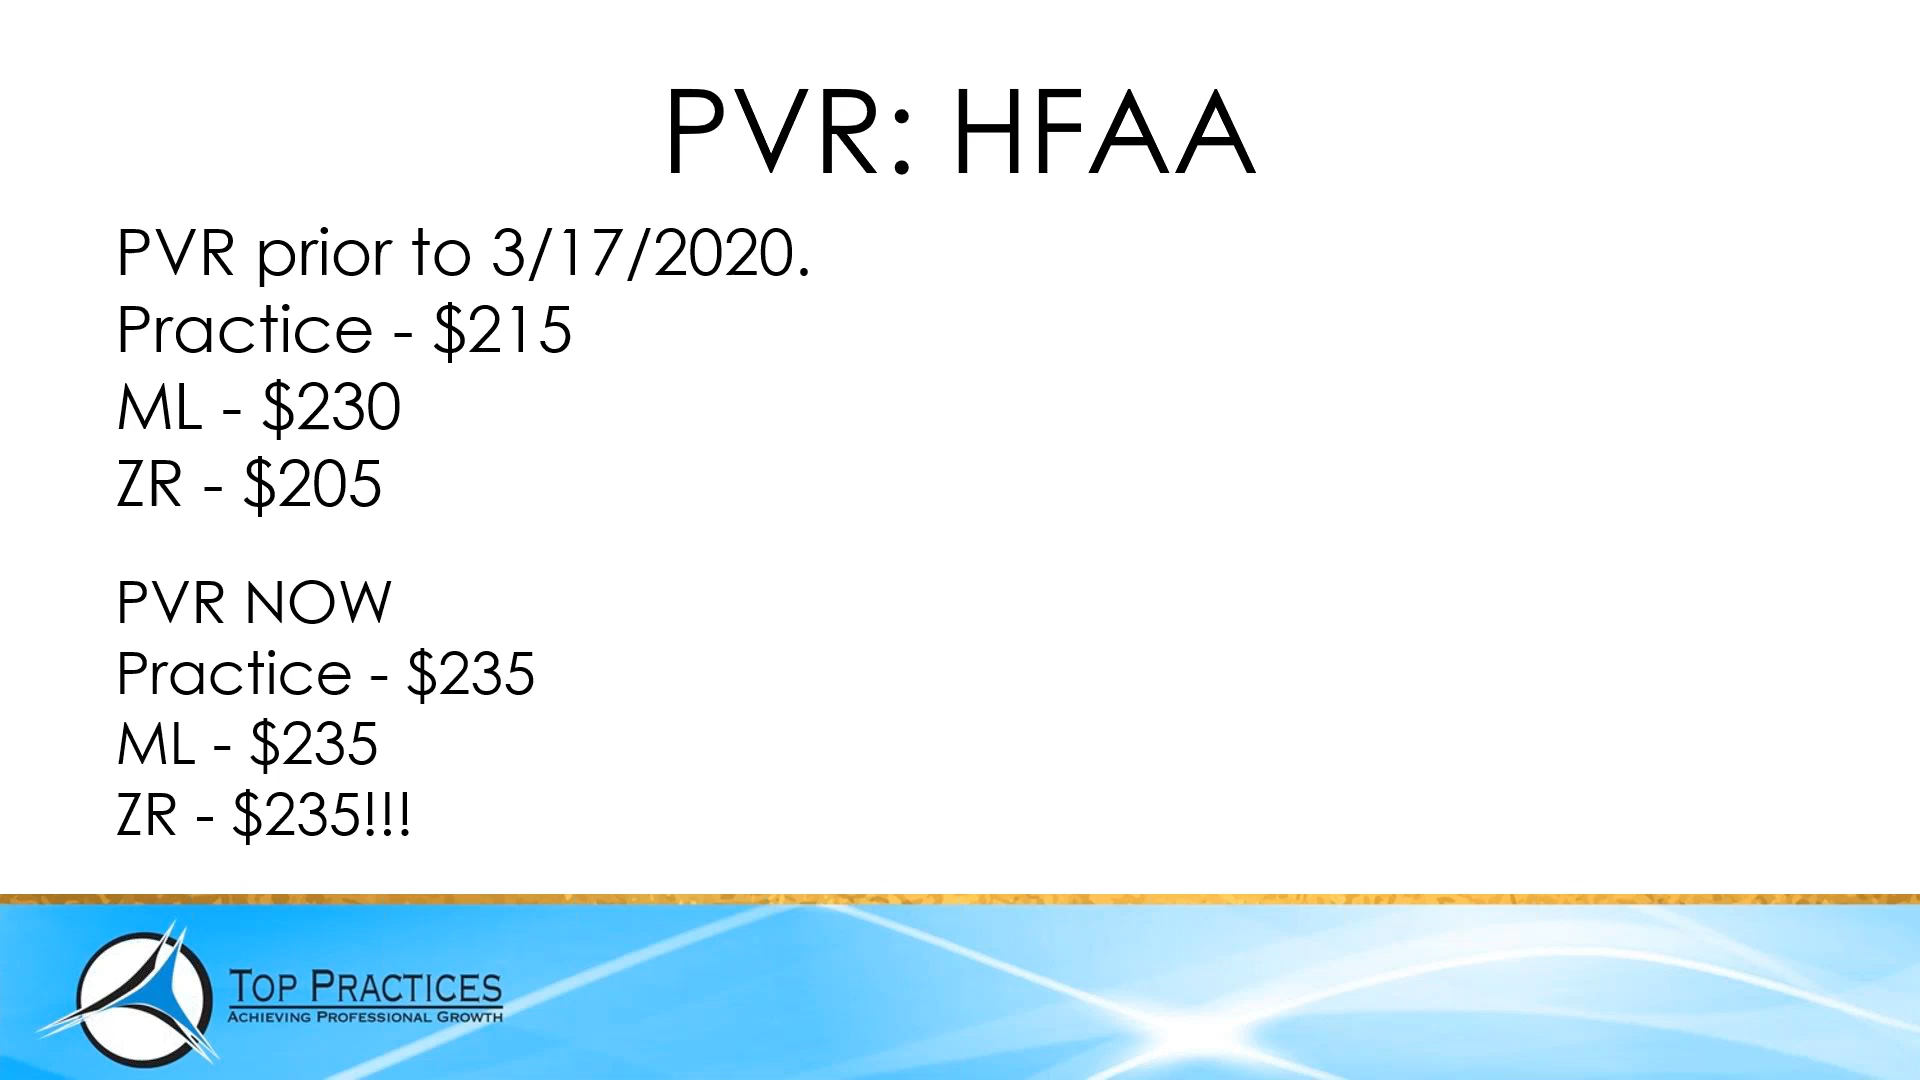 PVR: HFAA
PVR prior to 3/17/2020.
Practice - $215
ML - $230
ZR - $205
PVR NOW
Practice - $235
ML - $235
ZR - $235!!!
TOP PRACTICES
ACHIEVING PROFESSIONAL GROWTH